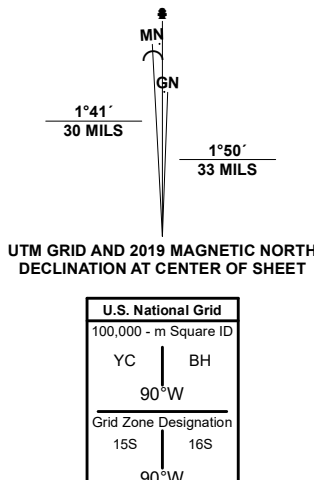 MN
GN
1°41´
30 MILS
1°50´
33 MILS
UTM GRID AND 2019 MAGNETIC NORTH
DECLINATION AT CENTER OF SHEET
U.S. National Grid
100,000 - m Square ID
YC BH
90°W
Grid Zone Designation
15S 16S
90°W